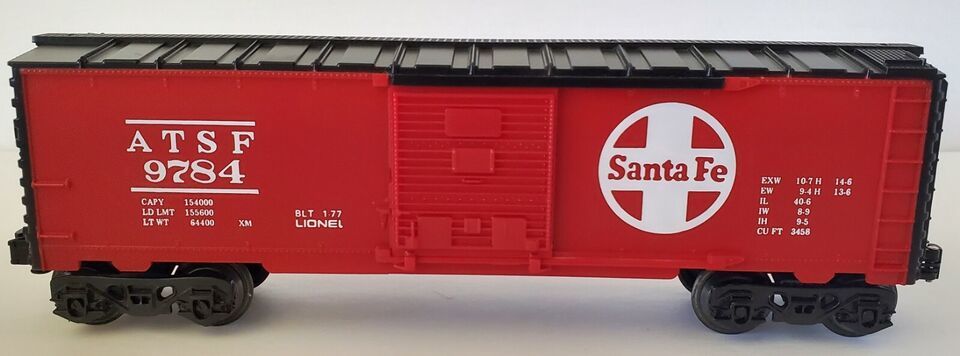 ATSF
9784
CAPY 154000
LD LMT 155600
LT WT 64400 XM
BLT 1-77
LIONEL
Santa Fe
EXW 10-7 H 14-6
EW 9-4 H 13-6
IL 40-6
IW 8-9
IH 9-5
CU FT 3458